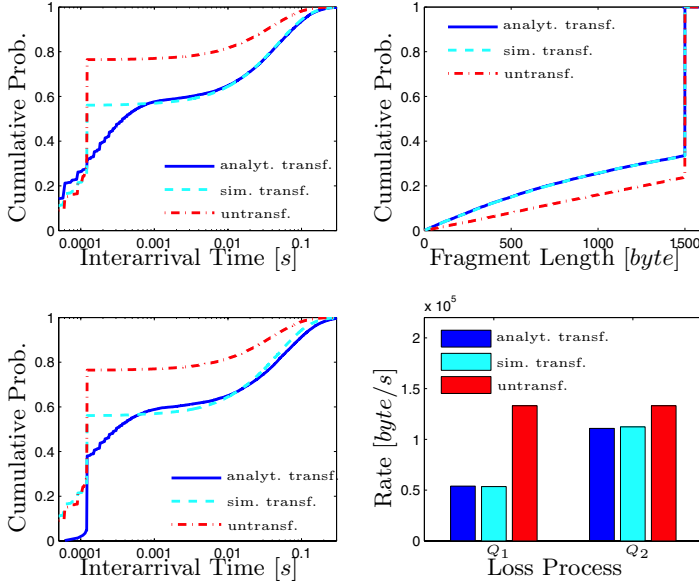 1
0.8
0.6
0.4
0.2
0
Cumulative Prob.
analyt. transf.
sim. transf.
untransf.
0.0001 0.001 0.01 0.1
Interarrival Time [s]
1
0.8
0.6
0.4
0.2
0
Cumulative Prob.
analyt. transf.
sim. transf.
untransf.
0 500 1000 1500
Fragment Length [byte]
1
0.8
0.6
0.4
0.2
0
Cumulative Prob.
analyt. transf.
sim. transf.
untransf.
0.0001 0.001 0.01 0.1
Interarrival Time [s]
x 10^5
2
1.5
1
0.5
0
Rate [byte/s]
analyt. transf.
sim. transf.
untransf.
Q1 Q2
Loss Process